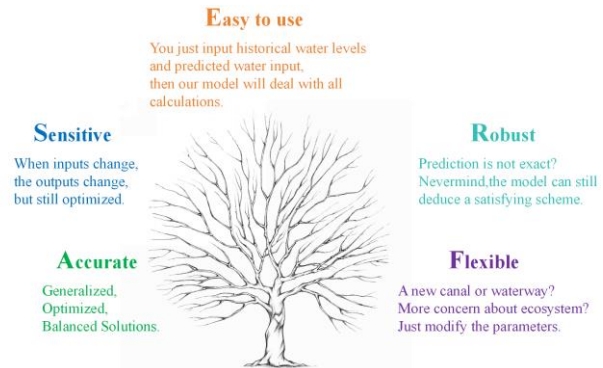 Easy to use
You just input historical water levels
and predicted water input,
then our model will deal with all
calculations.
Sensitive
When inputs change,
the outputs change,
but still optimized.
Robust
Prediction is not exact?
Nevermind,the model can still
deduce a satisfying scheme.
Accurate
Generalized,
Optimized,
Balanced Solutions.
Flexible
A new canal or waterway?
More concern about ecosystem?
Just modify the parameters.